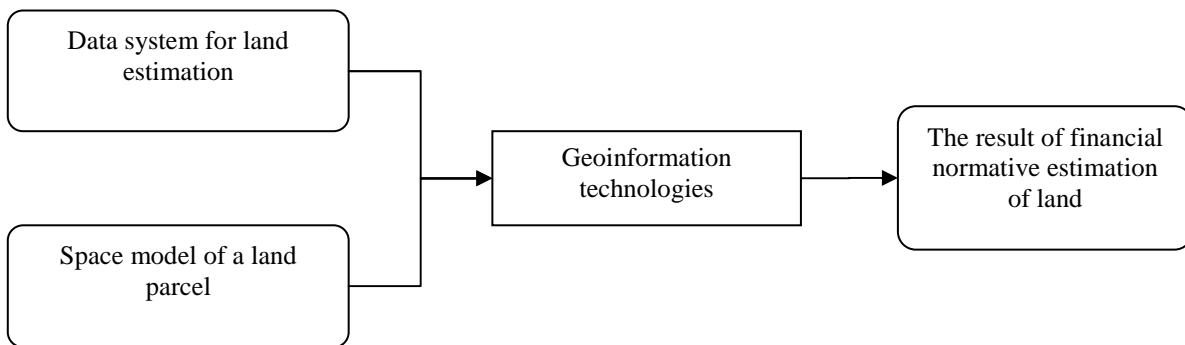 Data system for land
estimation
Space model of a land
parcel
Geoinformation
technologies
The result of financial
normative estimation
of land